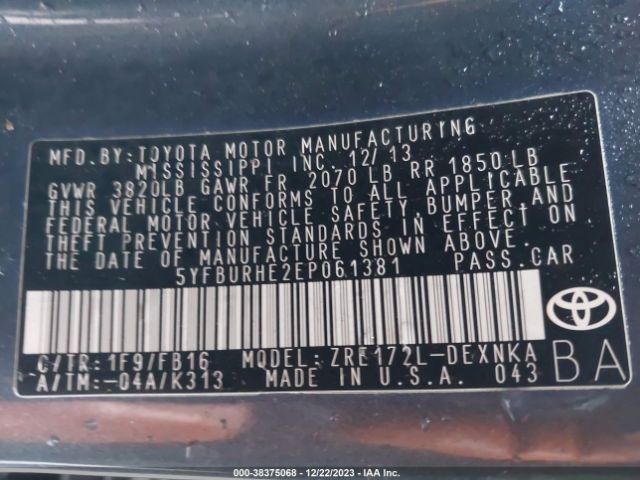 MFD.BY:TOYOTA MOTOR MANUFACTURING
MISSISSIPPI INC. 12/13
GVWR 3820LB GAWR FR 2070 LB RR 1850 LB
THIS VEHICLE CONFORMS TO ALL APPLICABLE
FEDERAL MOTOR VEHICLE SAFETY,BUMPER,AND
THEFT PREVENTION STANDARDS IN EFFECT ON
THE DATE OF MANUFACTURE SHOWN ABOVE.
5YFBURHE2EP061381 PASS.CAR
C/TR:1F9/FB16 MODEL:ZRE172L-DEXNKA
A/TM:-04A/K313 MADE IN U.S.A. 043
BA
000-38375068 - 12/22/2023 - IAA Inc.